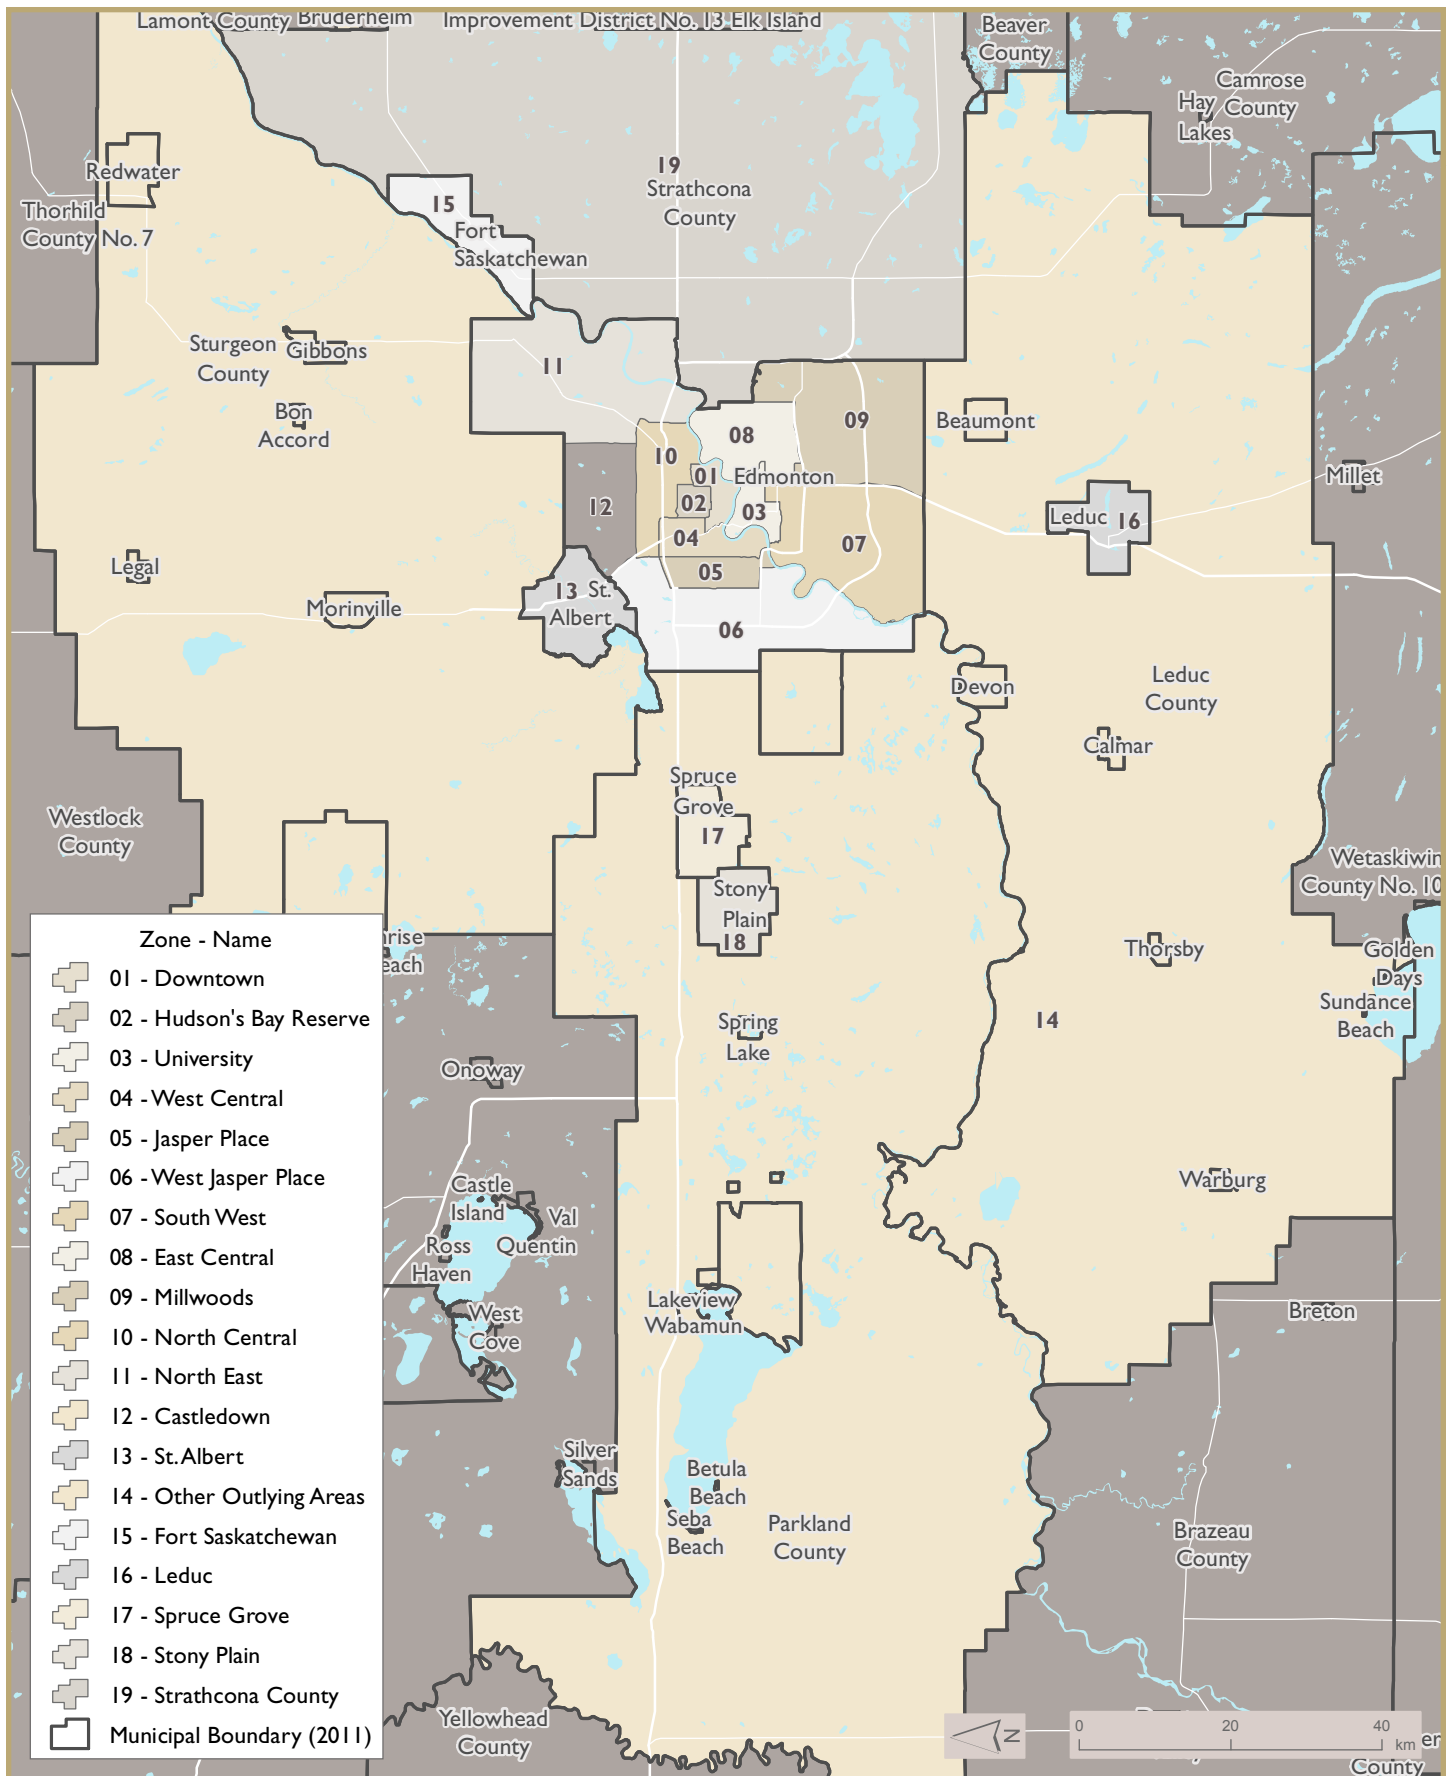 Lamont County
Bruderheim
Improvement District No. 13 Elk Island
Beaver
County
Camrose
County
Hay
Lakes
Redwater
Thorhild
County No. 7
15
Fort
Saskatchewan
19
Strathcona
County
Sturgeon
County
Gibbons
Bon
Accord
11
09
08
10
01
Edmonton
02
03
12
04
07
05
Beaumont
Millet
Leduc
16
Legal
Morinville
13
St.
Albert
06
Devon
Leduc
County
Calmar
Spruce
Grove
17
Westlock
County
Stony
Plain
18
Wetaskiwin
County No. 10
Thorsby
Golden
Days
Sundance
Beach
Spring
Lake
14
nrise
each
Onoway
Castle
Island
Val
Quentin
Ross
Haven
West
Cove
Warburg
Lakeview
Wabamun
Breton
Silver
Sands
Betula
Beach
Seba
Beach
Parkland
County
Brazeau
County
Yellowhead
County
County
Zone - Name
01 - Downtown
02 - Hudson's Bay Reserve
03 - University
04 - West Central
05 - Jasper Place
06 - West Jasper Place
07 - South West
08 - East Central
09 - Millwoods
10 - North Central
11 - North East
12 - Castledown
13 - St. Albert
14 - Other Outlying Areas
15 - Fort Saskatchewan
16 - Leduc
17 - Spruce Grove
18 - Stony Plain
19 - Strathcona County
Municipal Boundary (2011)
N
0 20 40
km